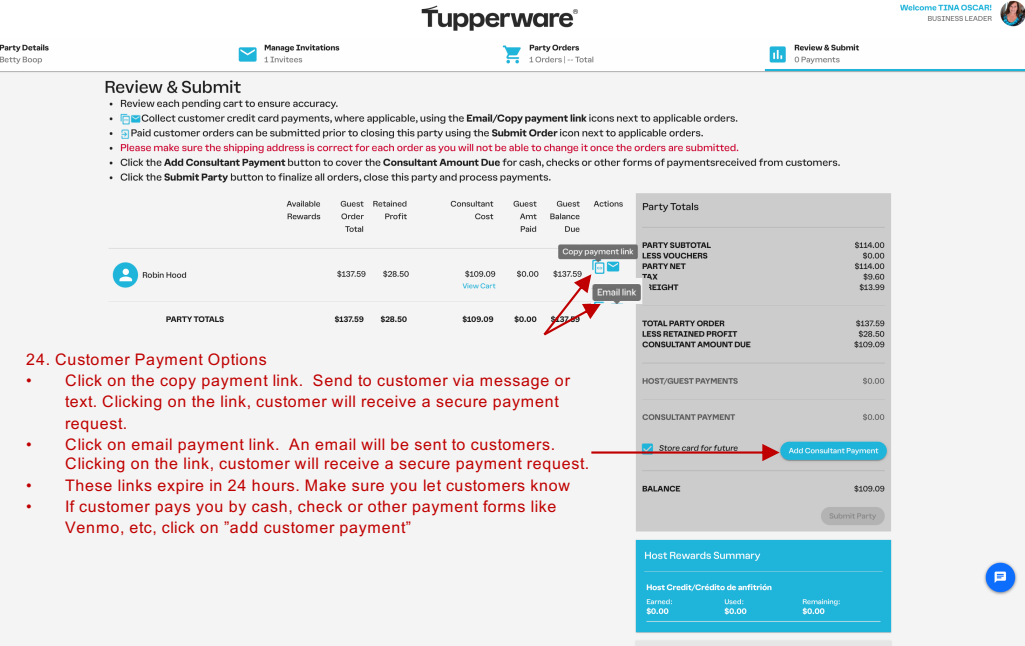 Tupperware®
Welcome TINA OSCAR!
BUSINESS LEADER
Party Details
Betty Boop
Manage Invitations
1 Invitees
Party Orders
1 Orders | -- Total
Review & Submit
0 Payments
Review & Submit
• Review each pending cart to ensure accuracy.
• Collect customer credit card payments, where applicable, using the Email/Copy payment link icons next to applicable orders.
• Paid customer orders can be submitted prior to closing this party using the Submit Order icon next to applicable orders.
• Please make sure the shipping address is correct for each order as you will not be able to change it once the orders are submitted.
• Click the Add Consultant Payment button to cover the Consultant Amount Due for cash, checks or other forms of paymentsreceived from customers.
• Click the Submit Party button to finalize all orders, close this party and process payments.
Available Rewards
Guest Order Total
Retained Profit
Consultant Cost
Guest Amt Paid
Guest Balance Due
Actions
Copy payment link
Robin Hood $137.59 $28.50 $109.09 $0.00 $137.59
View Cart
Email link
PARTY TOTALS $137.59 $28.50 $109.09 $0.00 $137.59
24. Customer Payment Options
• Click on the copy payment link. Send to customer via message or
text. Clicking on the link, customer will receive a secure payment
request.
• Click on email payment link. An email will be sent to customers.
Clicking on the link, customer will receive a secure payment request.
• These links expire in 24 hours. Make sure you let customers know
• If customer pays you by cash, check or other payment forms like
Venmo, etc, click on ”add customer payment”
Party Totals
PARTY SUBTOTAL $114.00
LESS VOUCHERS $0.00
PARTY NET $114.00
TAX $9.60
REIGHT $13.99
TOTAL PARTY ORDER $137.59
LESS RETAINED PROFIT $28.50
CONSULTANT AMOUNT DUE $109.09
HOST/GUEST PAYMENTS $0.00
CONSULTANT PAYMENT $0.00
Store card for future
Add Consultant Payment
BALANCE $109.09
Submit Party
Host Rewards Summary
Host Credit/Crédito de anfitrión
Earned: Used: Remaining:
$0.00 $0.00 $0.00